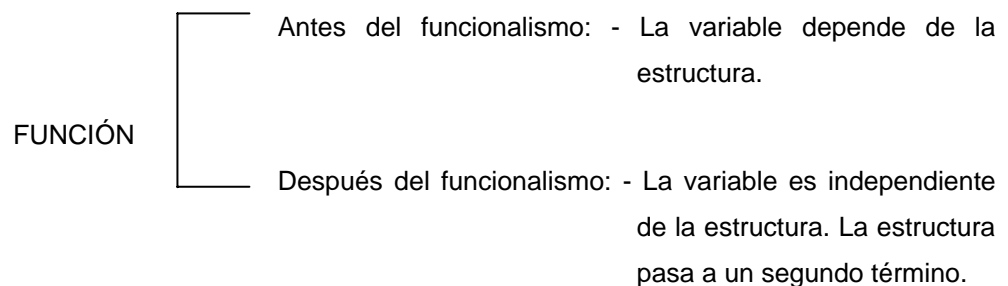 Antes del funcionalismo: - La variable depende de la
estructura.
FUNCIÓN
Después del funcionalismo: - La variable es independiente
de la estructura. La estructura
pasa a un segundo término.